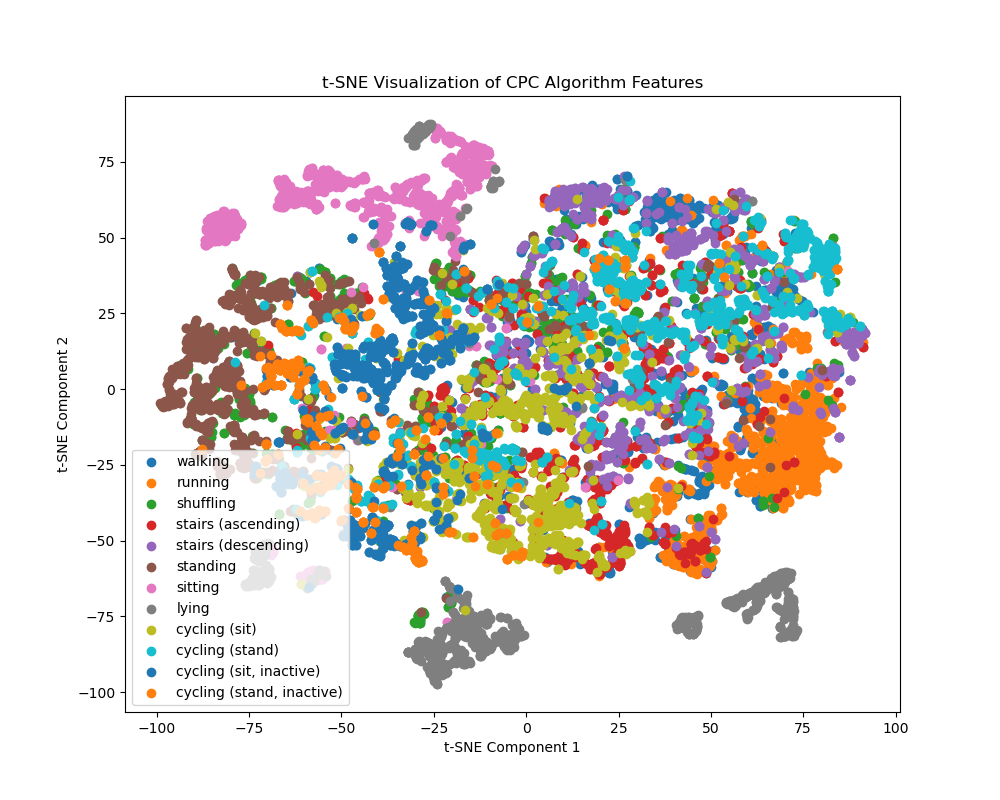 t-SNE Visualization of CPC Algorithm Features
t-SNE Component 2
75
50
25
0
−25
−50
−75
−100
walking
running
shuffling
stairs (ascending)
stairs (descending)
standing
sitting
lying
cycling (sit)
cycling (stand)
cycling (sit, inactive)
cycling (stand, inactive)
−100
−75
−50
−25
0
25
50
75
100
t-SNE Component 1